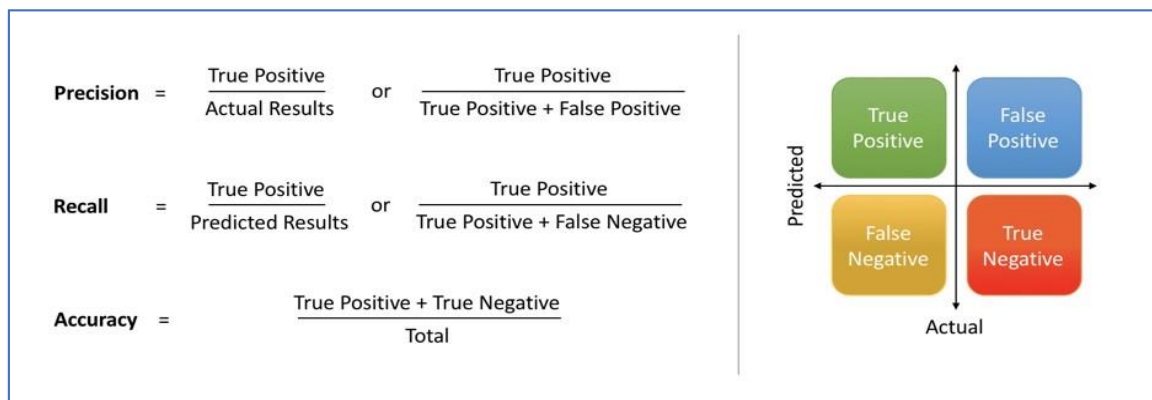 Precision = True Positive / Actual Results or True Positive / True Positive + False Positive
Recall = True Positive / Predicted Results or True Positive / True Positive + False Negative
Accuracy = True Positive + True Negative / Total
Predicted
True
Positive
False
Positive
False
Negative
True
Negative
Actual